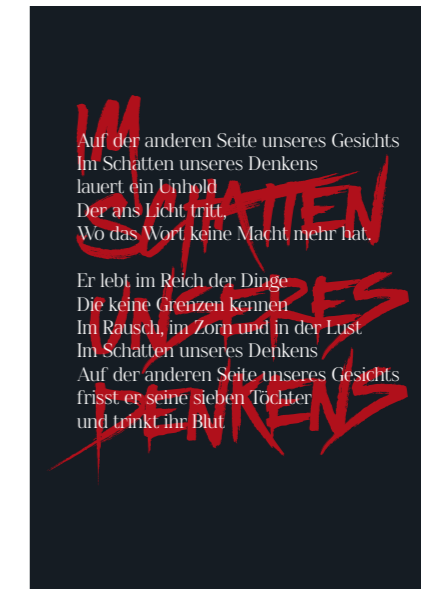 IM
SCHATTEN
UNSERES
DENKENS
Auf der anderen Seite unseres Gesichts
Im Schatten unseres Denkens
lauert ein Unhold
Der ans Licht tritt,
Wo das Wort keine Macht mehr hat.
Er lebt im Reich der Dinge
Die keine Grenzen kennen
Im Rausch, im Zorn und in der Lust
Im Schatten unseres Denkens
Auf der anderen Seite unseres Gesichts
frisst er seine sieben Töchter
und trinkt ihr Blut